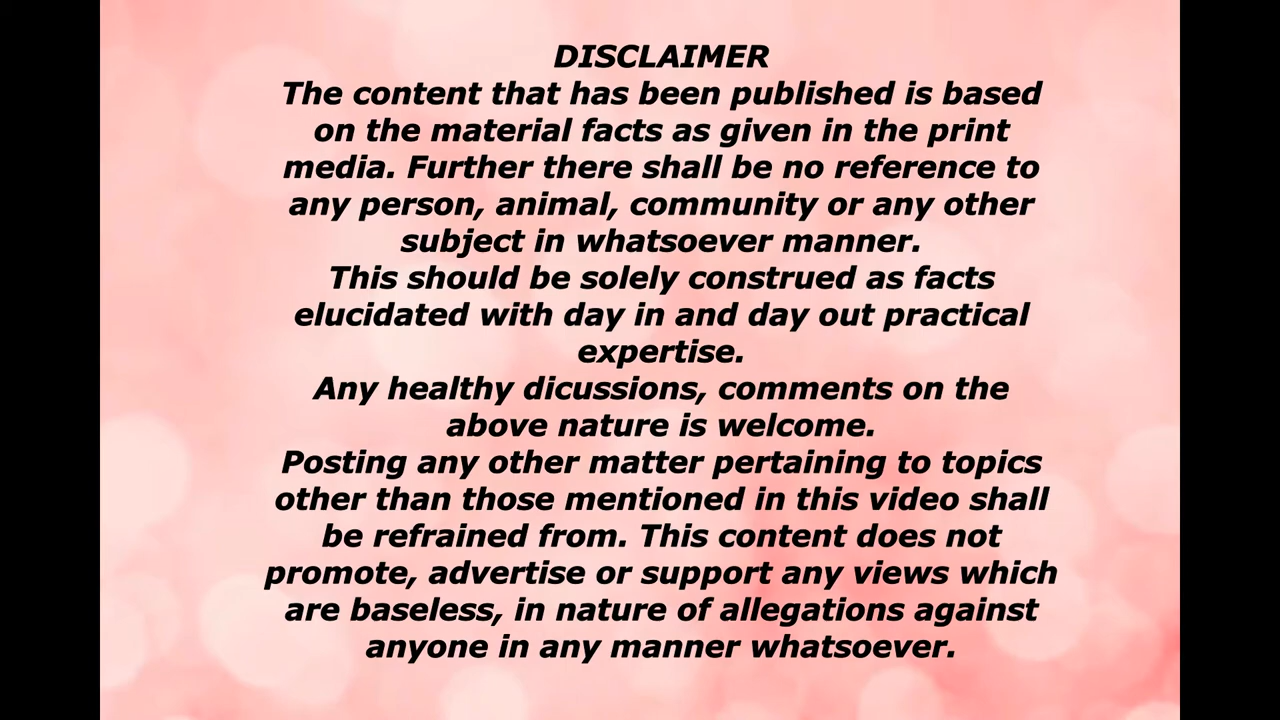 DISCLAIMER
The content that has been published is based
on the material facts as given in the print
media. Further there shall be no reference to
any person, animal, community or any other
subject in whatsoever manner.
This should be solely construed as facts
elucidated with day in and day out practical
expertise.
Any healthy dicussions, comments on the
above nature is welcome.
Posting any other matter pertaining to topics
other than those mentioned in this video shall
be refrained from. This content does not
promote, advertise or support any views which
are baseless, in nature of allegations against
anyone in any manner whatsoever.